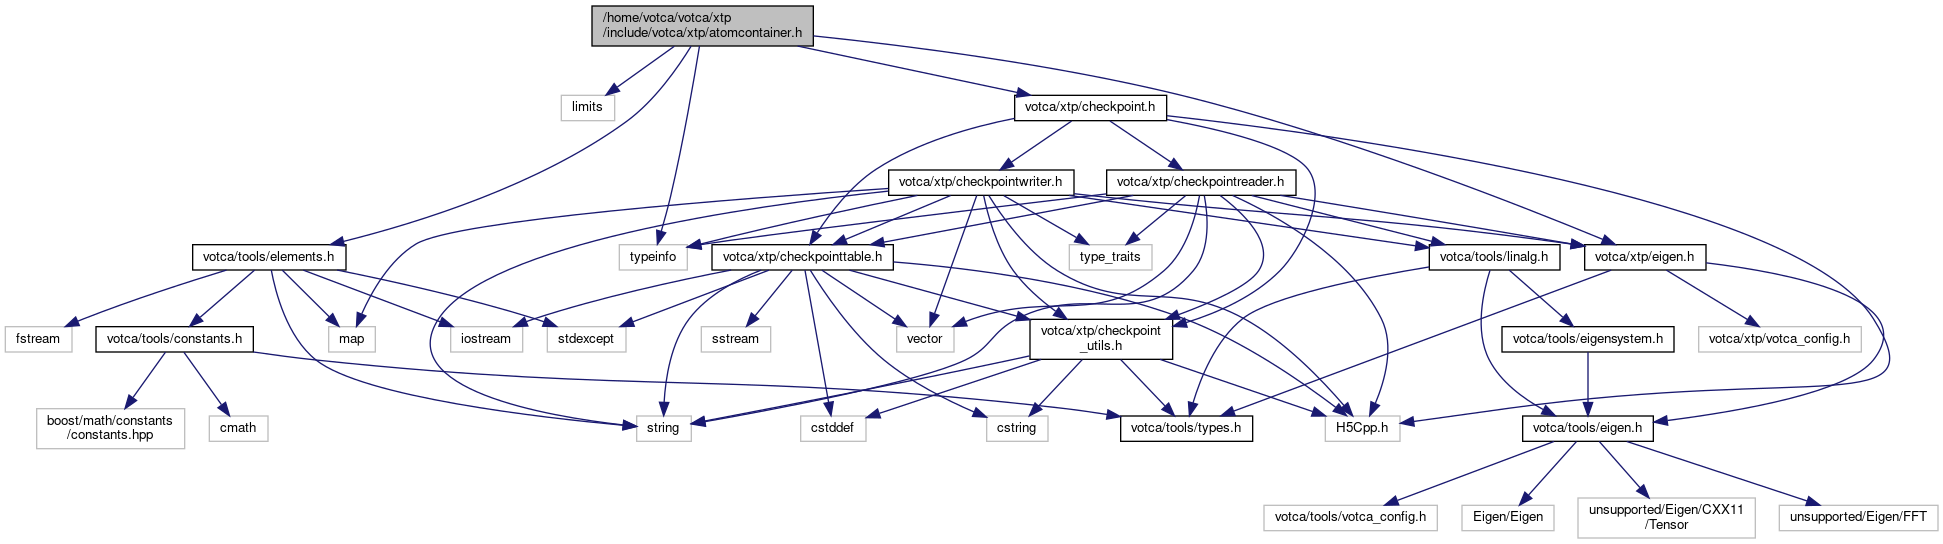 /home/votca/votca/xtp
/include/votca/xtp/atomcontainer.h
limits
votca/xtp/checkpoint.h
votca/xtp/checkpointwriter.h
votca/xtp/checkpointreader.h
votca/tools/elements.h
typeinfo
votca/xtp/checkpointtable.h
type_traits
votca/tools/linalg.h
votca/xtp/eigen.h
fstream
votca/tools/constants.h
map
iostream
stdexcept
sstream
vector
votca/xtp/checkpoint
_utils.h
votca/tools/eigensystem.h
votca/xtp/votca_config.h
boost/math/constants
/constants.hpp
cmath
string
cstddef
cstring
votca/tools/types.h
H5Cpp.h
votca/tools/eigen.h
votca/tools/votca_config.h
Eigen/Eigen
unsupported/Eigen/CXX11
/Tensor
unsupported/Eigen/FFT